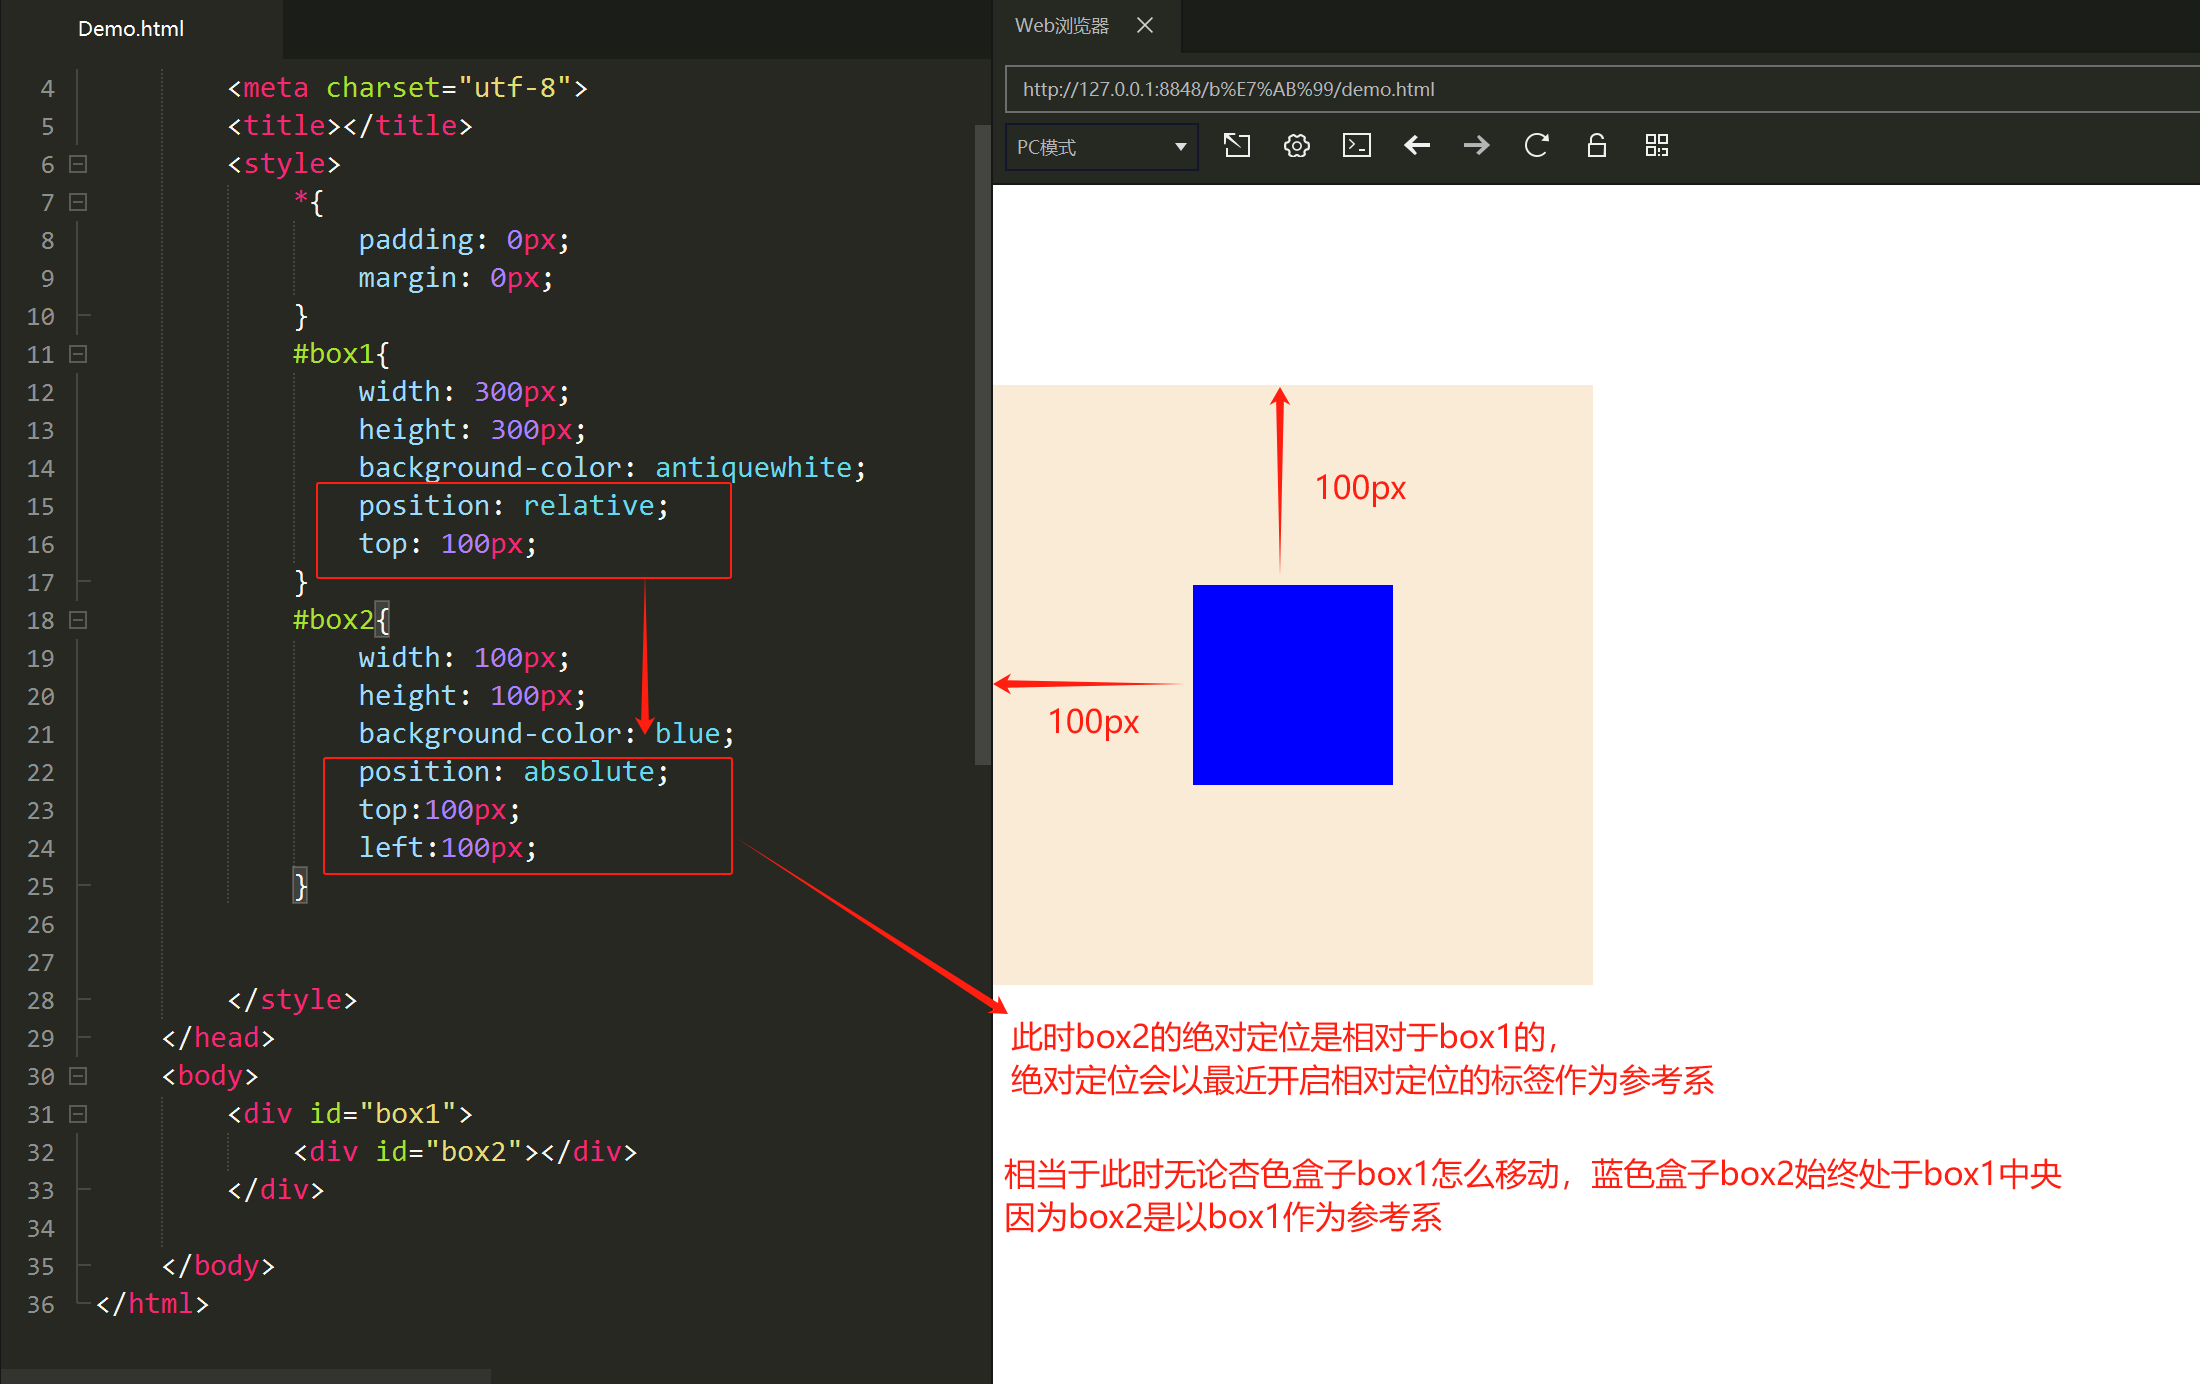 Demo.html
4 <meta charset="utf-8">
5 <title></title>
6 <style>
7 *{
8 padding: 0px;
9 margin: 0px;
10 }
11 #box1{
12 width: 300px;
13 height: 300px;
14 background-color: antiquewhite;
15 position: relative;
16 top: 100px;
17 }
18 #box2{
19 width: 100px;
20 height: 100px;
21 background-color: blue;
22 position: absolute;
23 top:100px;
24 left:100px;
25 }
26
27
28 </style>
29 </head>
30 <body>
31 <div id="box1">
32 <div id="box2"></div>
33 </div>
34
35 </body>
36 </html>
Web浏览器
http://127.0.0.1:8848/b%E7%AB%99/demo.html
PC模式
100px
100px
此时box2的绝对定位是相对于box1的，
绝对定位会以最近开启相对定位的标签作为参考系
相当于此时无论杏色盒子box1怎么移动，蓝色盒子box2始终处于box1中央
因为box2是以box1作为参考系